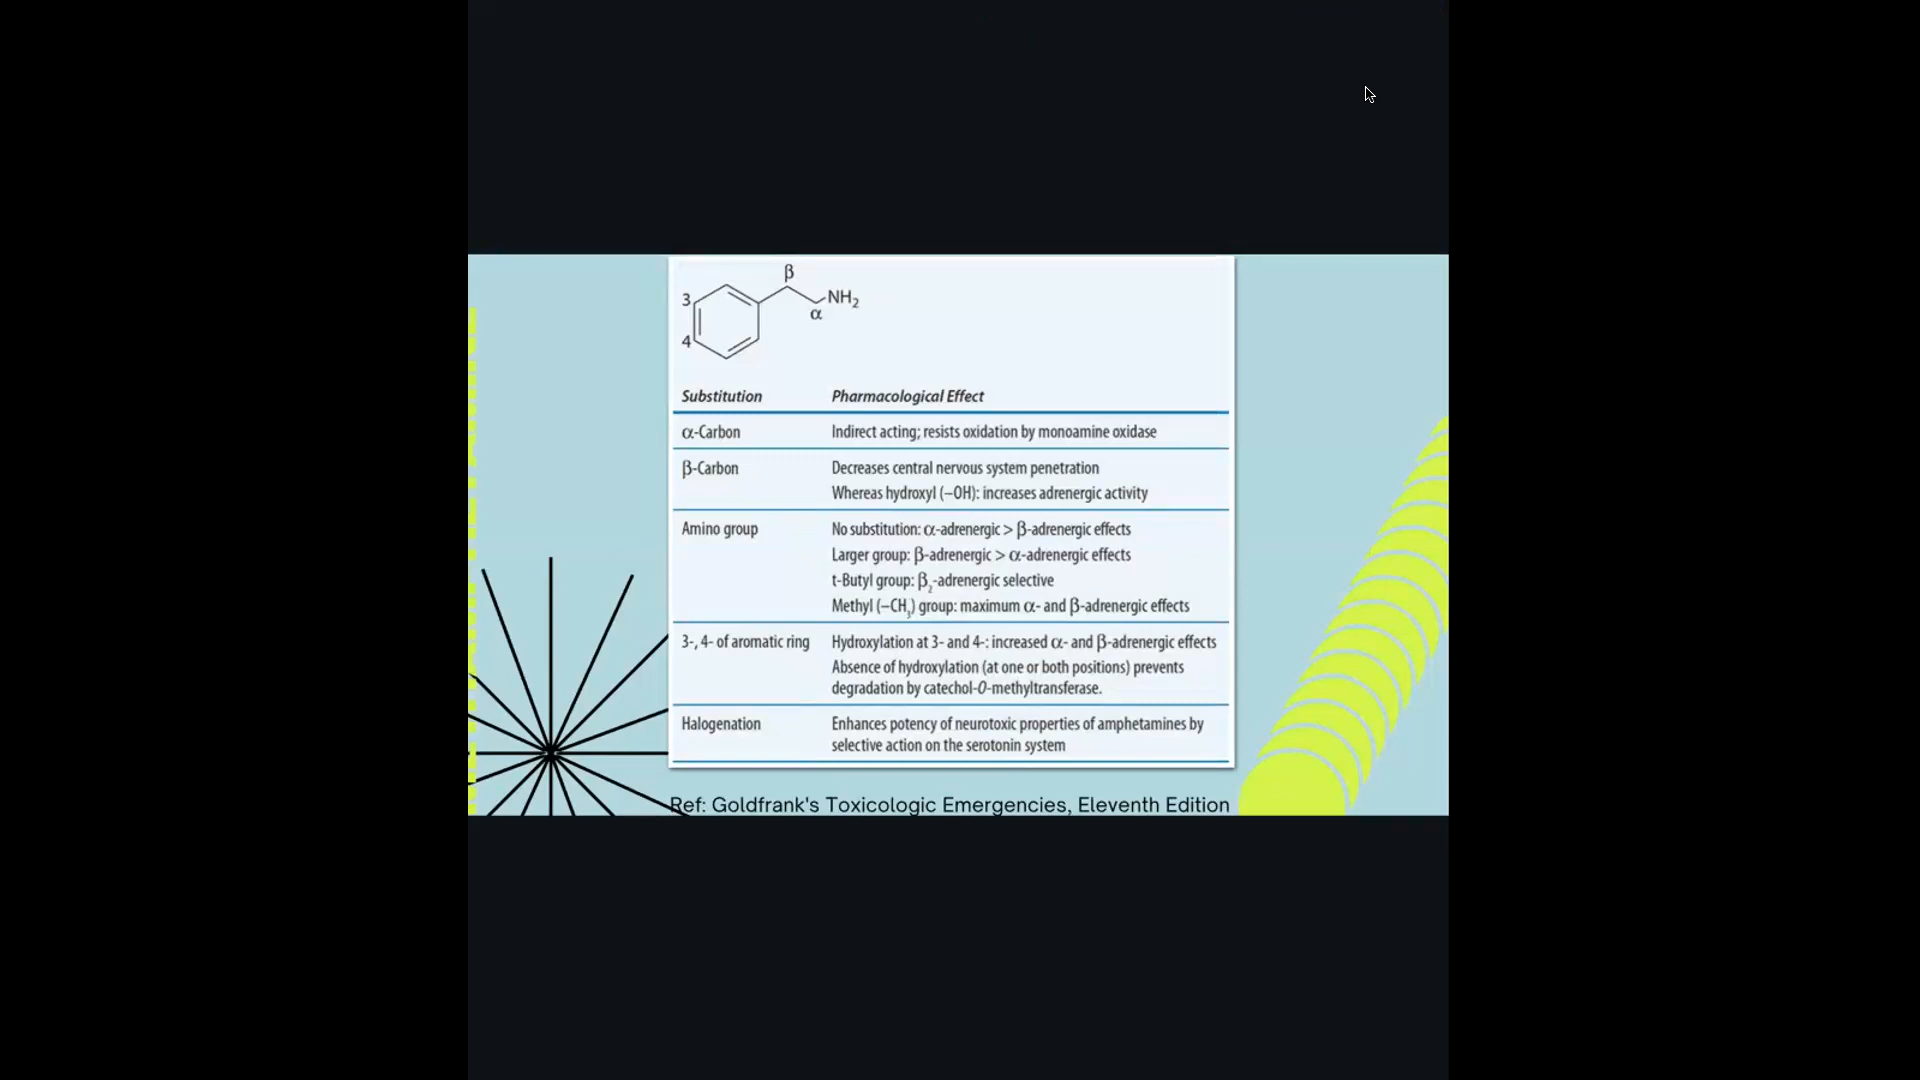 β
3
NH₂
α
4
Substitution Pharmacological Effect
α-Carbon Indirect acting; resists oxidation by monoamine oxidase
β-Carbon Decreases central nervous system penetration
Whereas hydroxyl (–OH): increases adrenergic activity
Amino group No substitution: α-adrenergic > β-adrenergic effects
Larger group: β-adrenergic > α-adrenergic effects
t-Butyl group: β₂-adrenergic selective
Methyl (–CH₃) group: maximum α- and β-adrenergic effects
3-, 4- of aromatic ring Hydroxylation at 3- and 4-: increased α- and β-adrenergic effects
Absence of hydroxylation (at one or both positions) prevents
degradation by catechol-O-methyltransferase.
Halogenation Enhances potency of neurotoxic properties of amphetamines by
selective action on the serotonin system
Ref: Goldfrank's Toxicologic Emergencies, Eleventh Edition